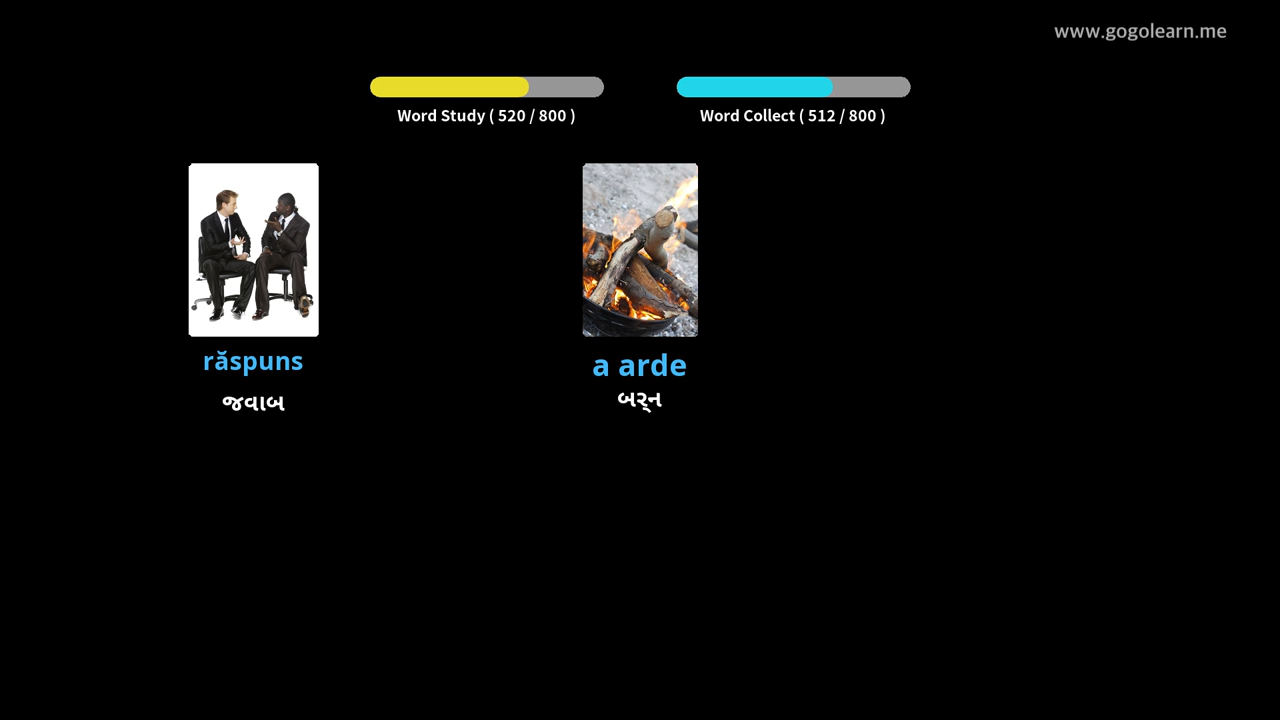 www.gogolearn.me
Word Study ( 520 / 800 )
Word Collect ( 512 / 800 )
răspuns
જવાબ
a arde
બર્ન